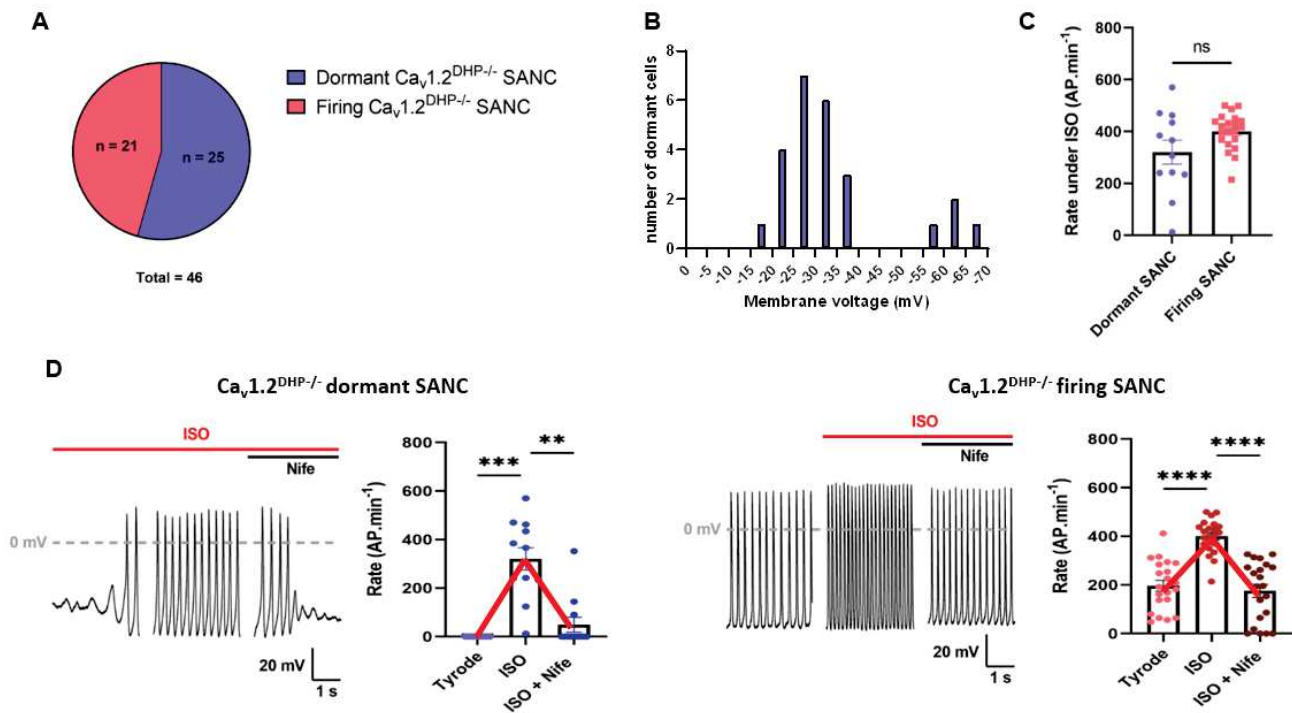 A
n = 21
n = 25
Total = 46
Dormant Cav1.2DHP-/- SANC
Firing Cav1.2DHP-/- SANC
B
number of dormant cells
8
6
4
2
0
0
-5
-10
-15
-20
-25
-30
-35
-40
-45
-50
-55
-60
-65
-70
Membrane voltage (mV)
C
Rate under ISO (AP.min⁻¹)
800
600
400
200
0
ns
Dormant SANC
Firing SANC
D
Cav1.2DHP-/- dormant SANC
ISO
Nife
0 mV
20 mV
1 s
Rate (AP.min⁻¹)
800
600
400
200
0
***
**
Tyrode
ISO
ISO + Nife
Cav1.2DHP-/- firing SANC
ISO
Nife
0 mV
20 mV
1 s
Rate (AP.min⁻¹)
800
600
400
200
0
****
****
Tyrode
ISO
ISO + Nife